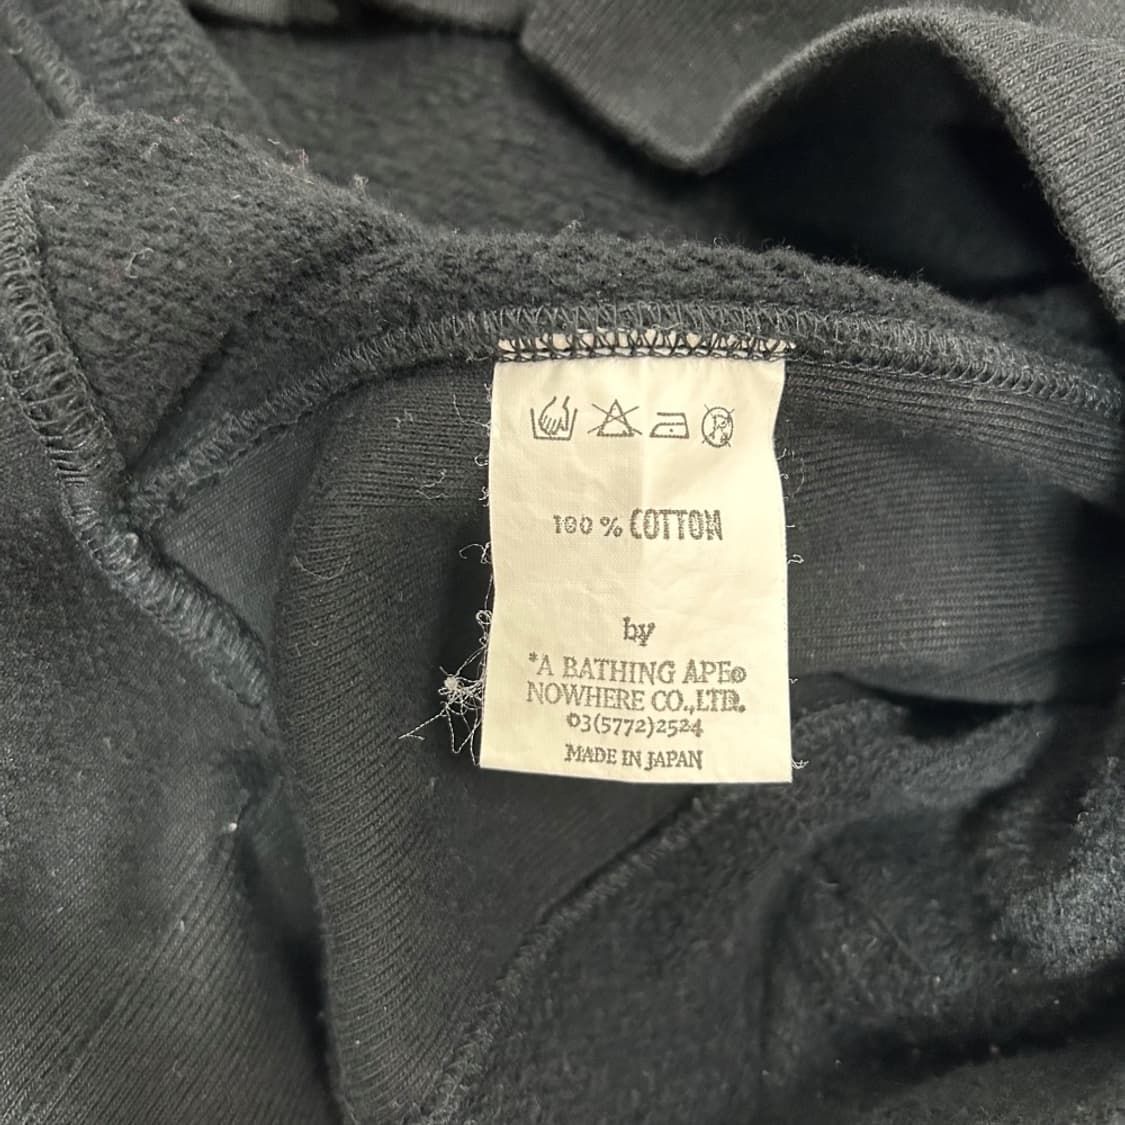 100 % COTTON
by
*A BATHING APE®
NOWHERE CO.,LTD.
03(5772)2524
MADE IN JAPAN